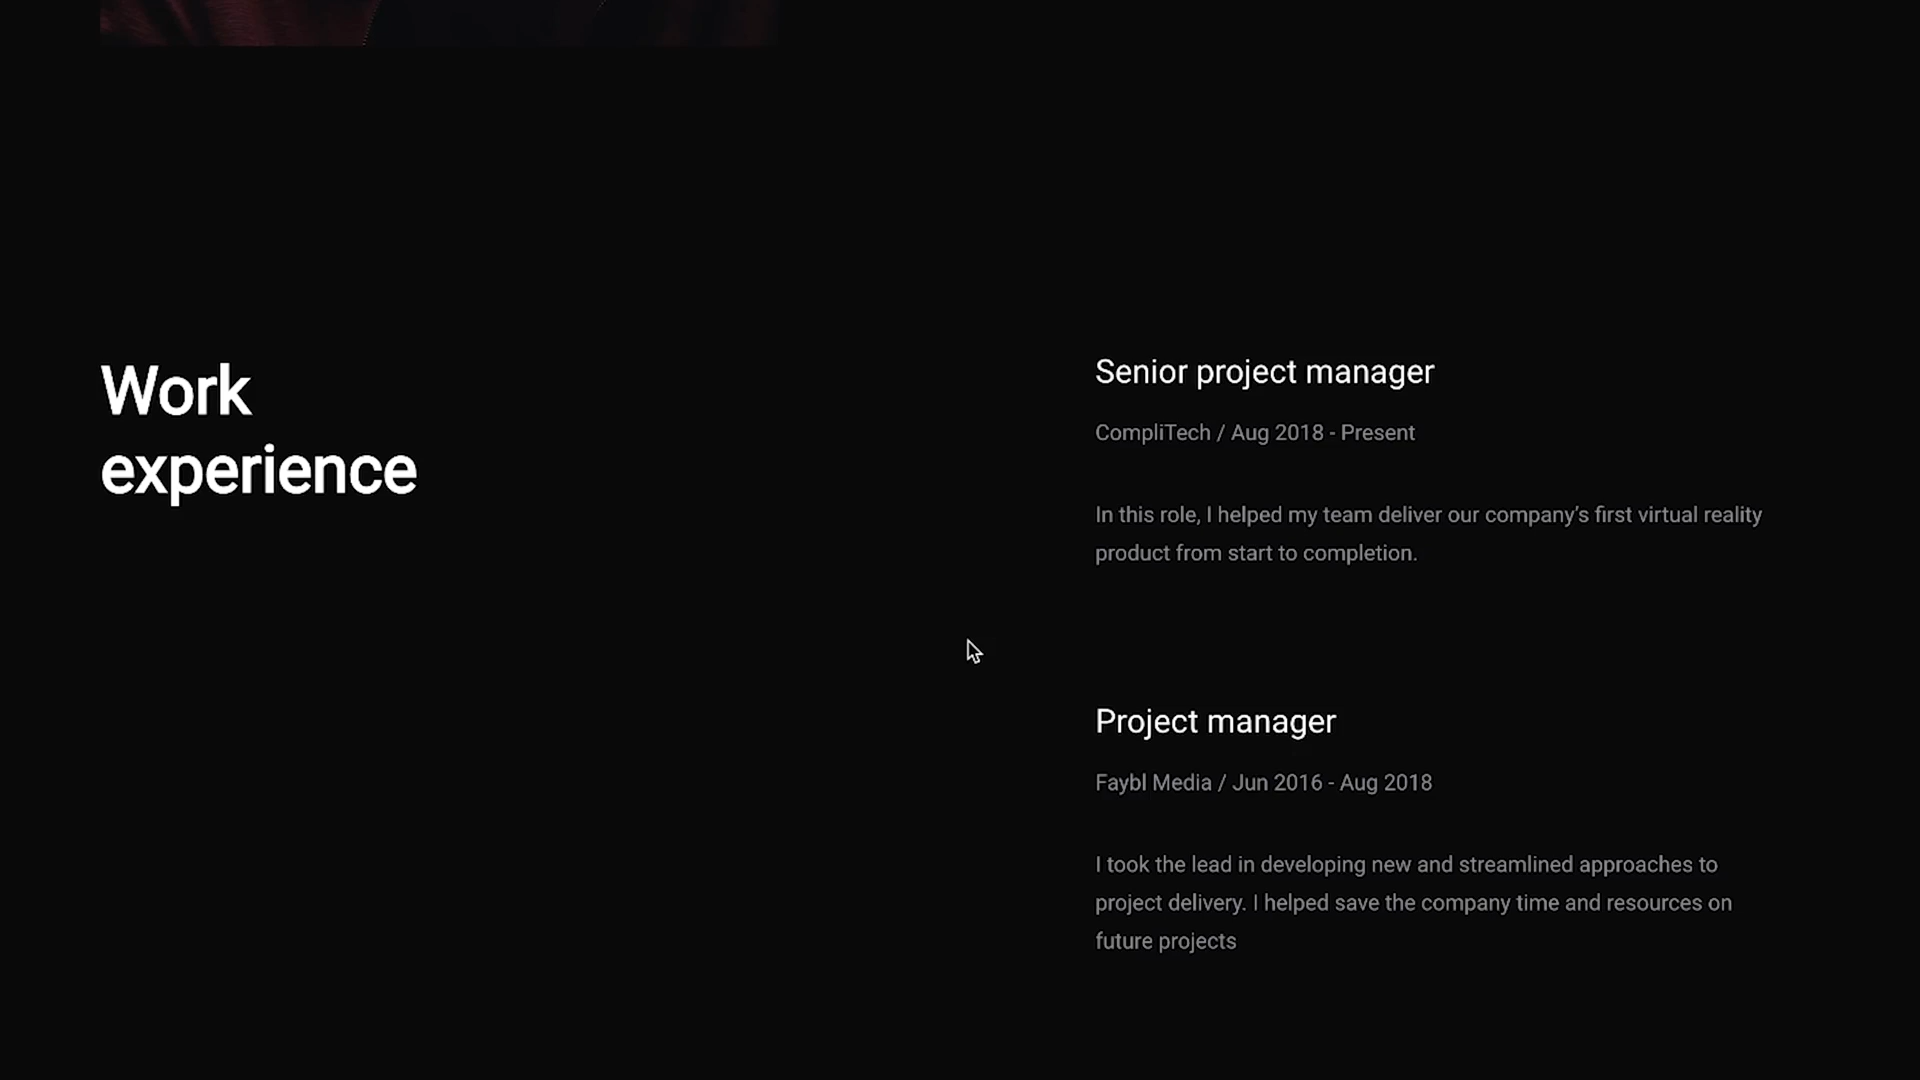 Work
experience
Senior project manager
CompliTech / Aug 2018 - Present
In this role, I helped my team deliver our company’s first virtual reality
product from start to completion.
Project manager
Faybl Media / Jun 2016 - Aug 2018
I took the lead in developing new and streamlined approaches to
project delivery. I helped save the company time and resources on
future projects